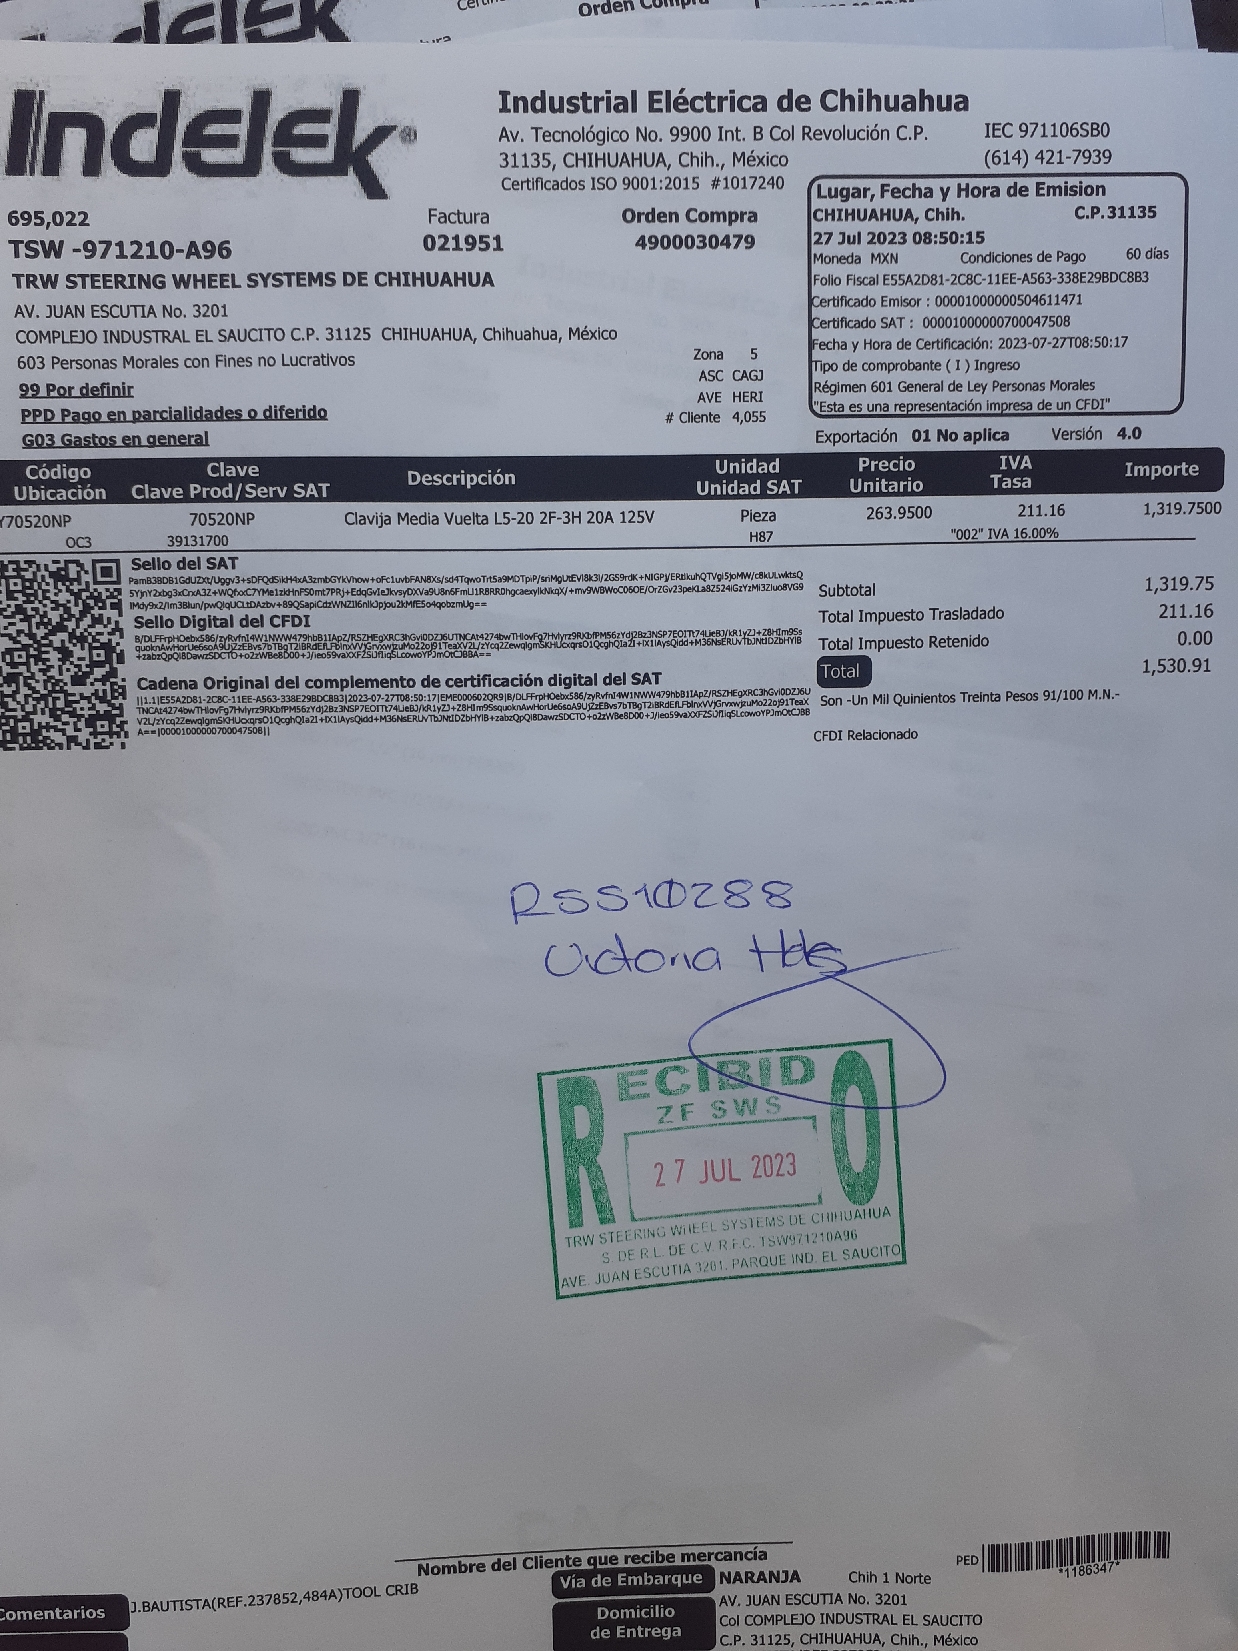 Orden Compra
Indelek®
Industrial Eléctrica de Chihuahua
Av. Tecnológico No. 9900 Int. B Col Revolución C.P.
31135, CHIHUAHUA, Chih., México
Certificados ISO 9001:2015 #1017240
IEC 971106SB0
(614) 421-7939
695,022
TSW -971210-A96
Factura
021951
Orden Compra
4900030479
Lugar, Fecha y Hora de Emision
CHIHUAHUA, Chih. C.P.31135
27 Jul 2023 08:50:15
Moneda MXN Condiciones de Pago 60 días
Folio Fiscal E55A2D81-2C8C-11EE-A563-338E29BDC8B3
Certificado Emisor : 00001000000504611471
Certificado SAT : 00001000000700047508
Fecha y Hora de Certificación: 2023-07-27T08:50:17
Tipo de comprobante ( I ) Ingreso
Régimen 601 General de Ley Personas Morales
"Esta es una representación impresa de un CFDI"
TRW STEERING WHEEL SYSTEMS DE CHIHUAHUA
AV. JUAN ESCUTIA No. 3201
COMPLEJO INDUSTRAL EL SAUCITO C.P. 31125 CHIHUAHUA, Chihuahua, México
603 Personas Morales con Fines no Lucrativos
99 Por definir
PPD Pago en parcialidades o diferido
G03 Gastos en general
Zona 5
ASC CAGJ
AVE HERI
# Cliente 4,055
Exportación 01 No aplica Versión 4.0
Código Clave Descripción Unidad Precio IVA Importe
Ubicación Clave Prod/Serv SAT Unidad SAT Unitario Tasa
Y70520NP 70520NP Clavija Media Vuelta L5-20 2F-3H 20A 125V Pieza 263.9500 211.16 1,319.7500
OC3 39131700 H87 "002" IVA 16.00%
Sello del SAT
Sello Digital del CFDI
Cadena Original del complemento de certificación digital del SAT
A==|00001000000700047508||
Subtotal 1,319.75
Total Impuesto Trasladado 211.16
Total Impuesto Retenido 0.00
Total 1,530.91
Son -Un Mil Quinientos Treinta Pesos 91/100 M.N.-
CFDI Relacionado
RSS10288
Victoria Hds
RECIBIDO
ZF SWS
27 JUL 2023
TRW STEERING WHEEL SYSTEMS DE CHIHUAHUA
S. DE R.L. DE C.V. R.F.C. TSW971210A96
AVE. JUAN ESCUTIA 3201. PARQUE IND. EL SAUCITO
Nombre del Cliente que recibe mercancía
PED *1186347*
Comentarios J.BAUTISTA(REF.237852,484A)TOOL CRIB
Vía de Embarque NARANJA Chih 1 Norte
Domicilio de Entrega
AV. JUAN ESCUTIA No. 3201
Col COMPLEJO INDUSTRAL EL SAUCITO
C.P. 31125, CHIHUAHUA, Chih., México